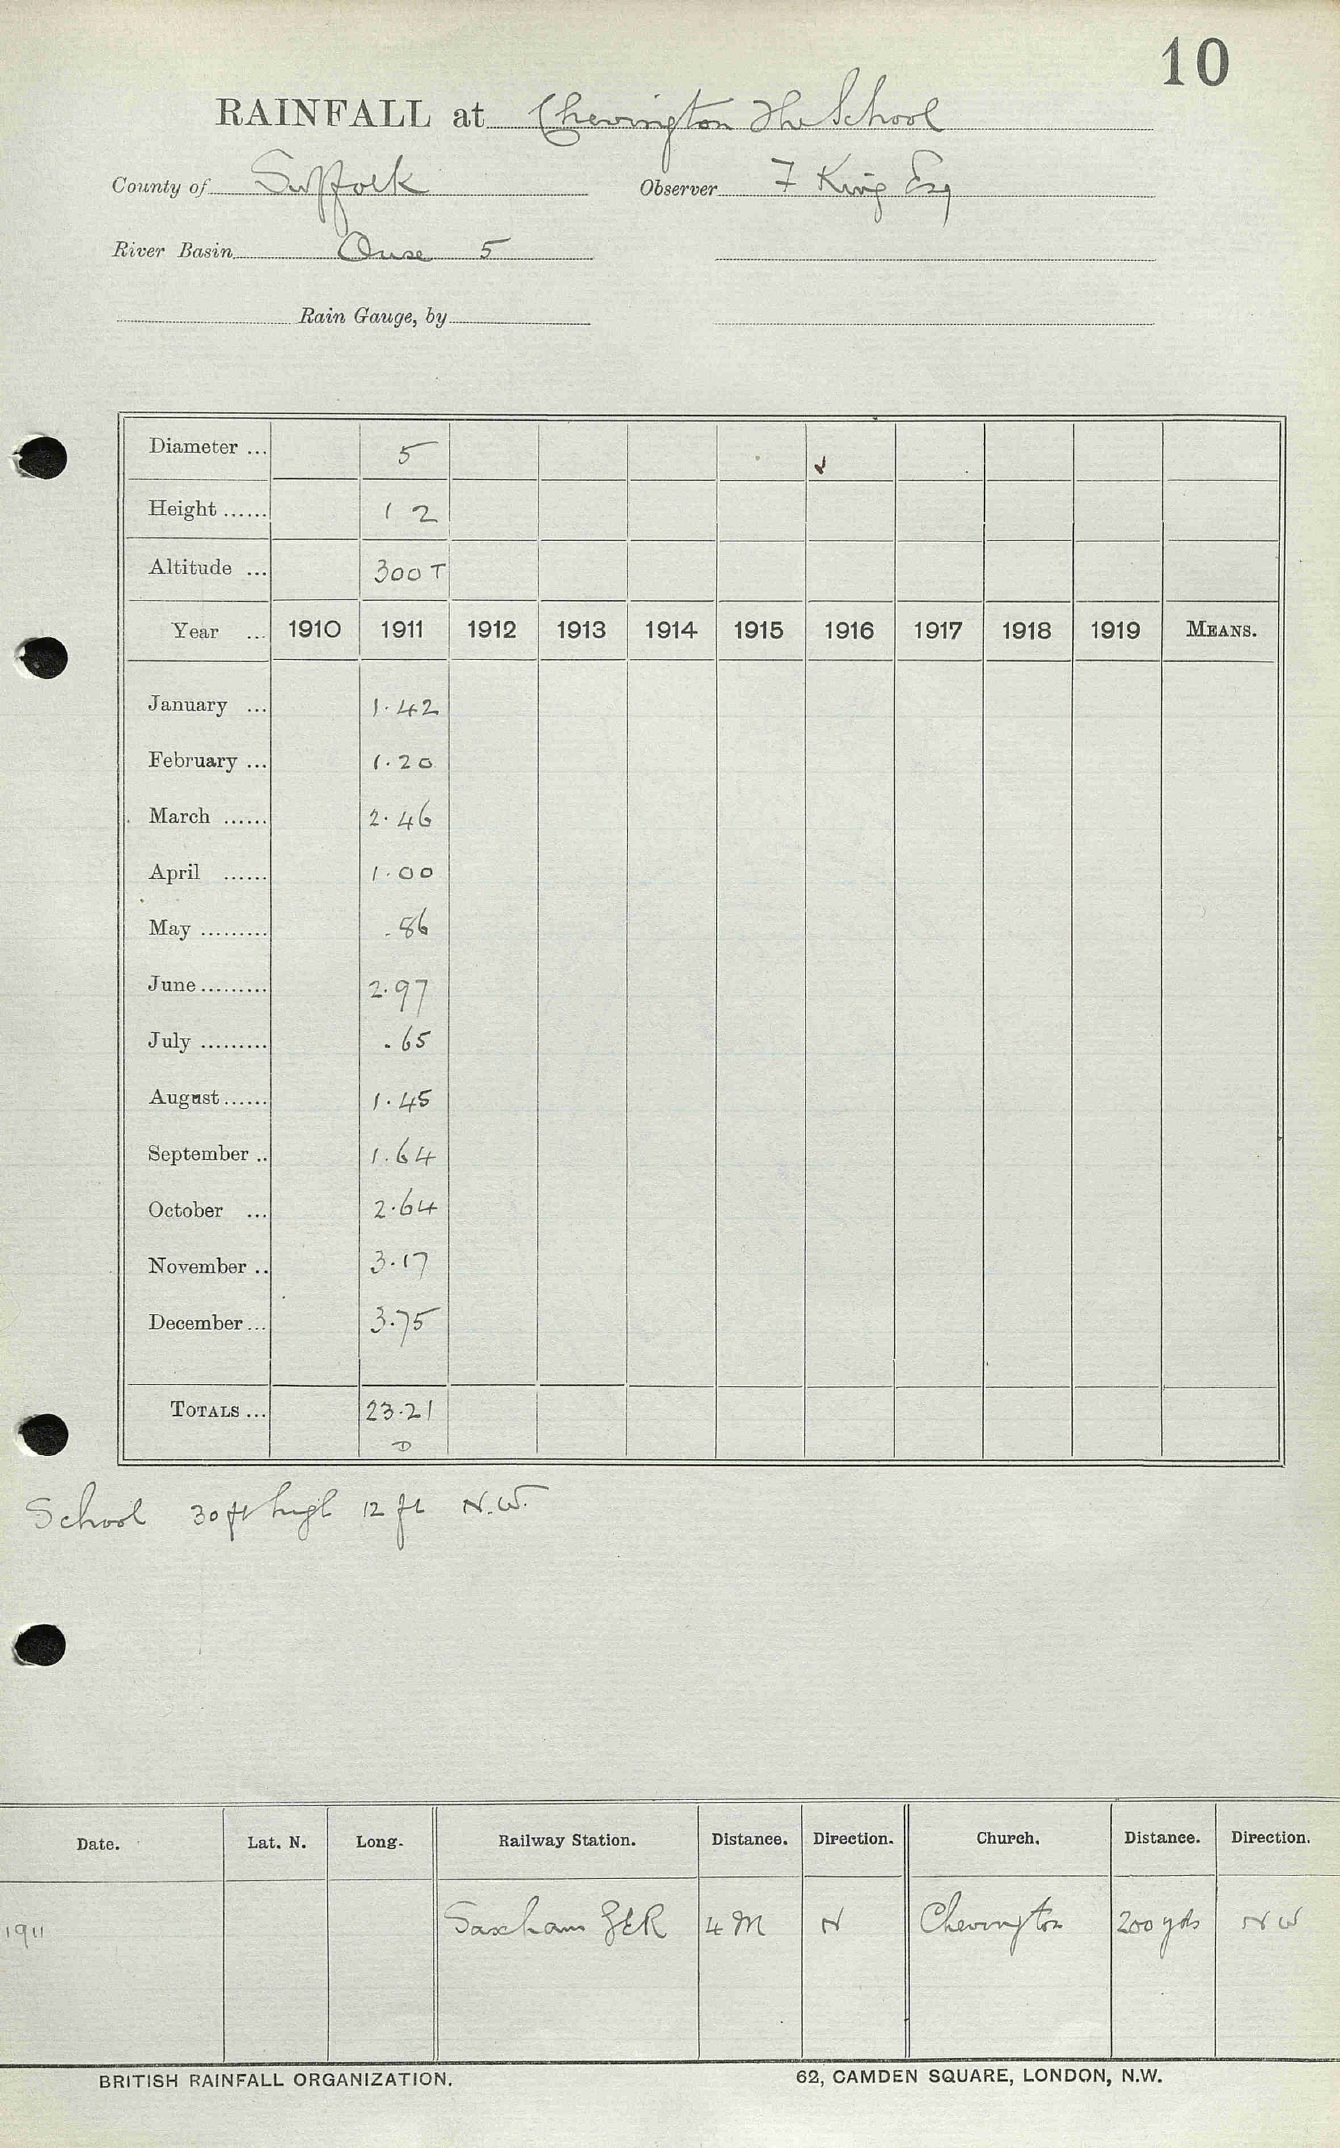 10
RAINFALL at Chevington The School
County of Suffolk Observer F King Esq
River Basin Ouse 5
Rain Gauge, by
Diameter ... 5
Height ...... 1 2
Altitude ... 300 T
Year ... 1910 1911 1912 1913 1914 1915 1916 1917 1918 1919 MEANS.
January ... 1.42
February ... 1.20
March ...... 2.46
April ...... 1.00
May ......... .86
June ......... 2.97
July ......... .65
August ...... 1.45
September .. 1.64
October ... 2.64
November .. 3.17
December ... 3.75
TOTALS ... 23.21
D
School 30 ft high 12 ft N.W.
Date. Lat. N. Long. Railway Station. Distance. Direction. Church. Distance. Direction.
1911 Saxham GER 4 M N Chevington 200 yds N W
BRITISH RAINFALL ORGANIZATION. 62, CAMDEN SQUARE, LONDON, N.W.